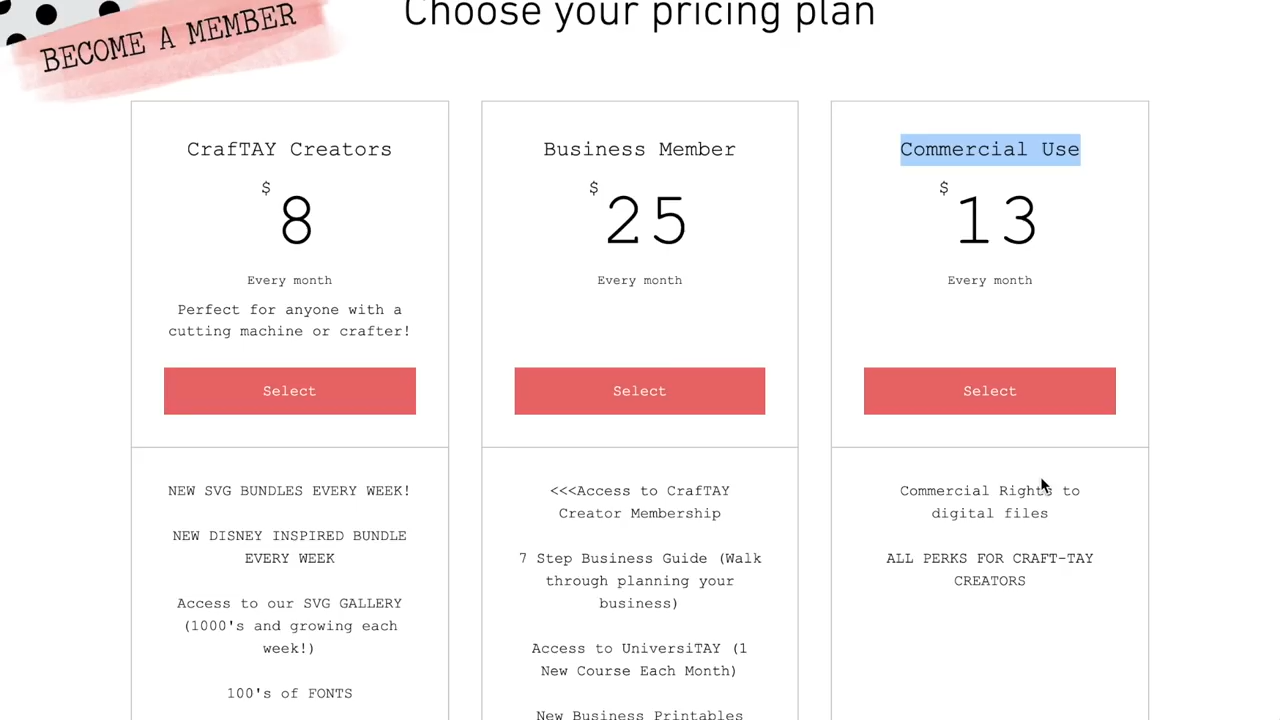 Choose your pricing plan
BECOME A MEMBER
CrafTAY Creators
$
8
Every month
Perfect for anyone with a
cutting machine or crafter!
Select
NEW SVG BUNDLES EVERY WEEK!
NEW DISNEY INSPIRED BUNDLE
EVERY WEEK
Access to our SVG GALLERY
(1000's and growing each
week!)
100's of FONTS
Business Member
$
25
Every month
Select
<<<Access to CrafTAY
Creator Membership
7 Step Business Guide (Walk
through planning your
business)
Access to UniversiTAY (1
New Course Each Month)
New Business Printables
Commercial Use
$
13
Every month
Select
Commercial Rights to
digital files
ALL PERKS FOR CRAFT-TAY
CREATORS